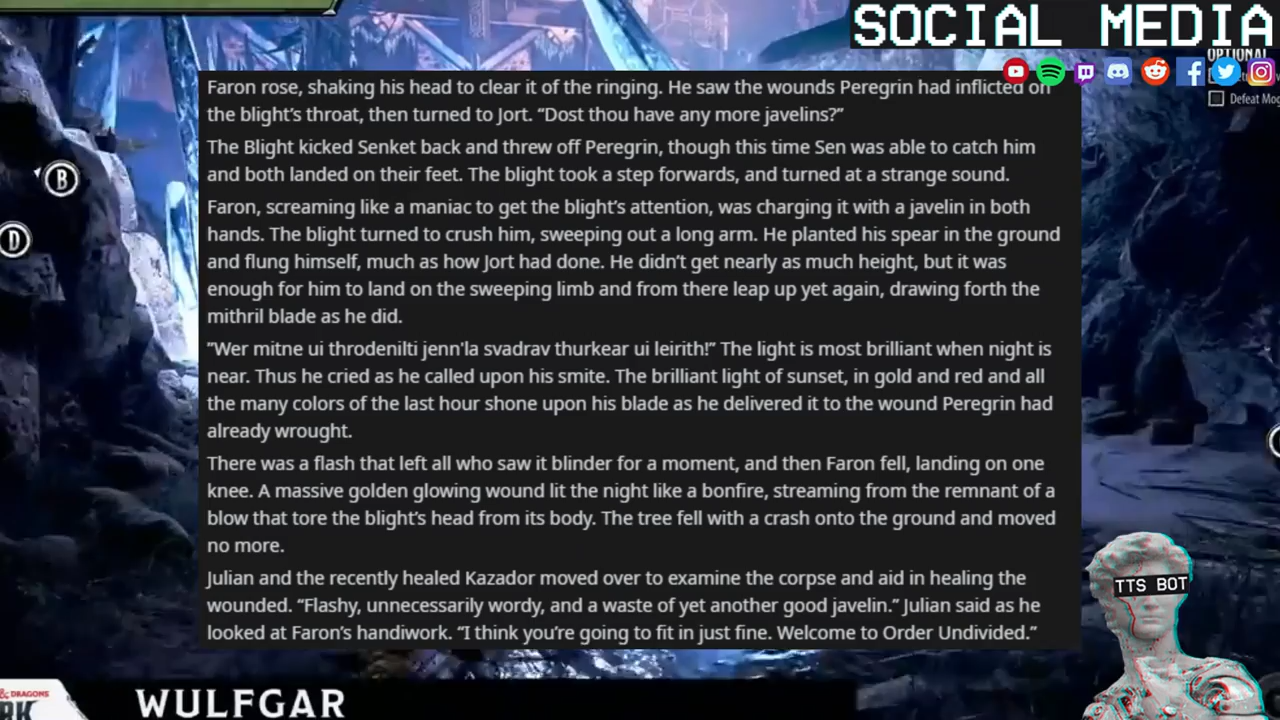 SOCIAL MEDIA
OPTIONAL
Defeat Mo
B
D
Faron rose, shaking his head to clear it of the ringing. He saw the wounds Peregrin had inflicted on
the blight’s throat, then turned to Jort. “Dost thou have any more javelins?”
The Blight kicked Senket back and threw off Peregrin, though this time Sen was able to catch him
and both landed on their feet. The blight took a step forwards, and turned at a strange sound.
Faron, screaming like a maniac to get the blight’s attention, was charging it with a javelin in both
hands. The blight turned to crush him, sweeping out a long arm. He planted his spear in the ground
and flung himself, much as how Jort had done. He didn’t get nearly as much height, but it was
enough for him to land on the sweeping limb and from there leap up yet again, drawing forth the
mithril blade as he did.
“Wer mitne ui throdenilti jenn'la svadrav thurkear ui leirith!” The light is most brilliant when night is
near. Thus he cried as he called upon his smite. The brilliant light of sunset, in gold and red and all
the many colors of the last hour shone upon his blade as he delivered it to the wound Peregrin had
already wrought.
There was a flash that left all who saw it blinder for a moment, and then Faron fell, landing on one
knee. A massive golden glowing wound lit the night like a bonfire, streaming from the remnant of a
blow that tore the blight’s head from its body. The tree fell with a crash onto the ground and moved
no more.
Julian and the recently healed Kazador moved over to examine the corpse and aid in healing the
wounded. “Flashy, unnecessarily wordy, and a waste of yet another good javelin.” Julian said as he
looked at Faron’s handiwork. “I think you’re going to fit in just fine. Welcome to Order Undivided.”
TTS BOT
& DRAGONS
RK
WULFGAR